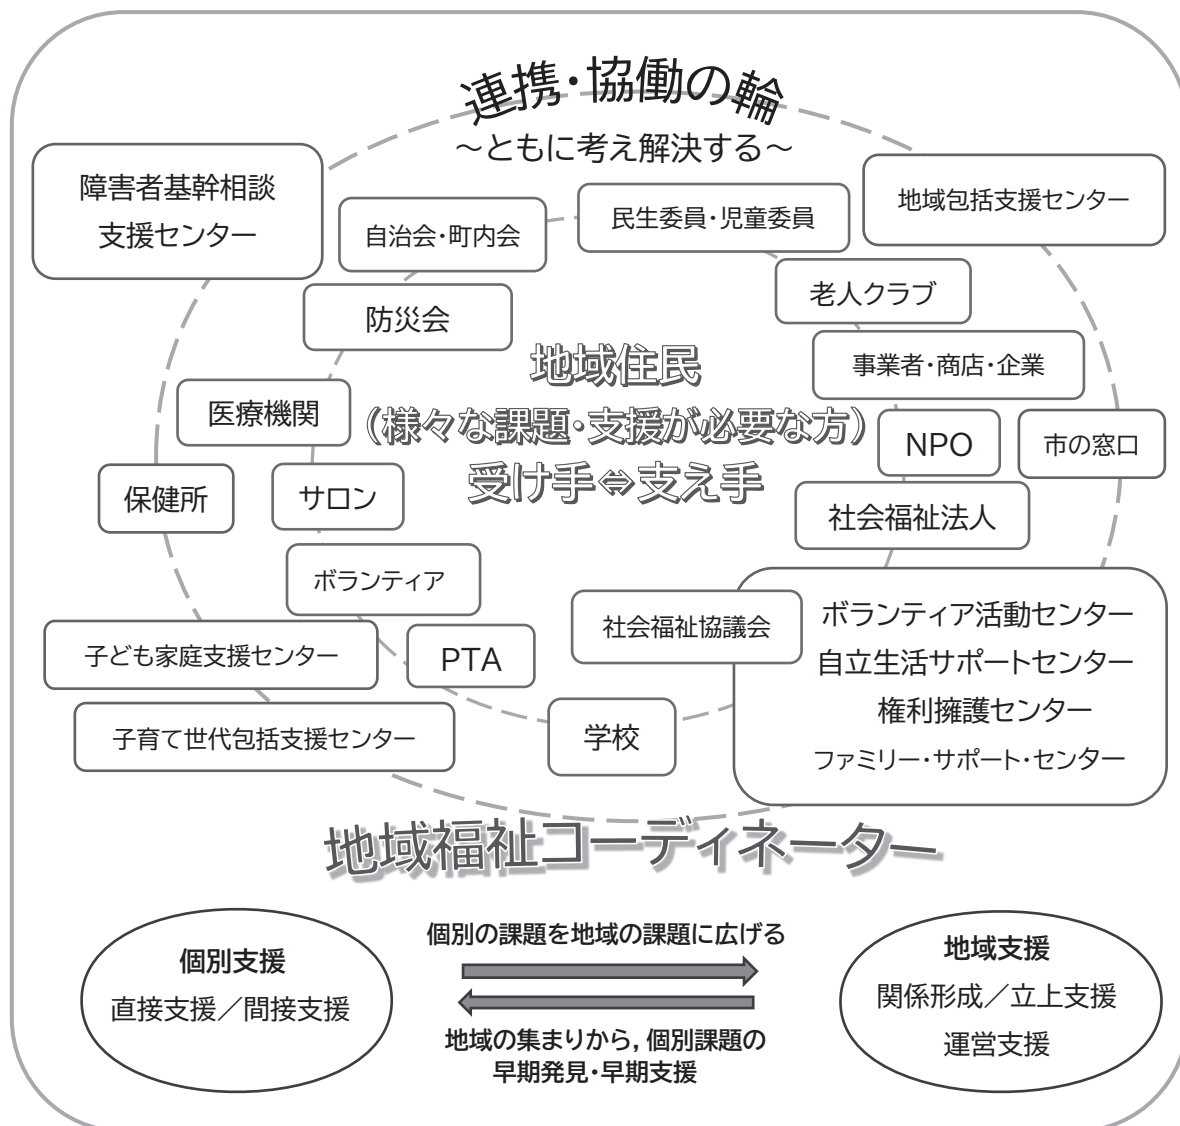 連携・協働の輪
～ともに考え解決する～
障害者基幹相談
支援センター
自治会・町内会
民生委員・児童委員
地域包括支援センター
防災会
老人クラブ
地域住民
事業者・商店・企業
医療機関
（様々な課題・支援が必要な方）
NPO
市の窓口
保健所
サロン
受け手⇔支え手
社会福祉法人
ボランティア
社会福祉協議会
ボランティア活動センター
自立生活サポートセンター
権利擁護センター
ファミリー・サポート・センター
子ども家庭支援センター
PTA
子育て世代包括支援センター
学校
地域福祉コーディネーター
個別支援
直接支援／間接支援
個別の課題を地域の課題に広げる
地域の集まりから，個別課題の
早期発見・早期支援
地域支援
関係形成／立上支援
運営支援